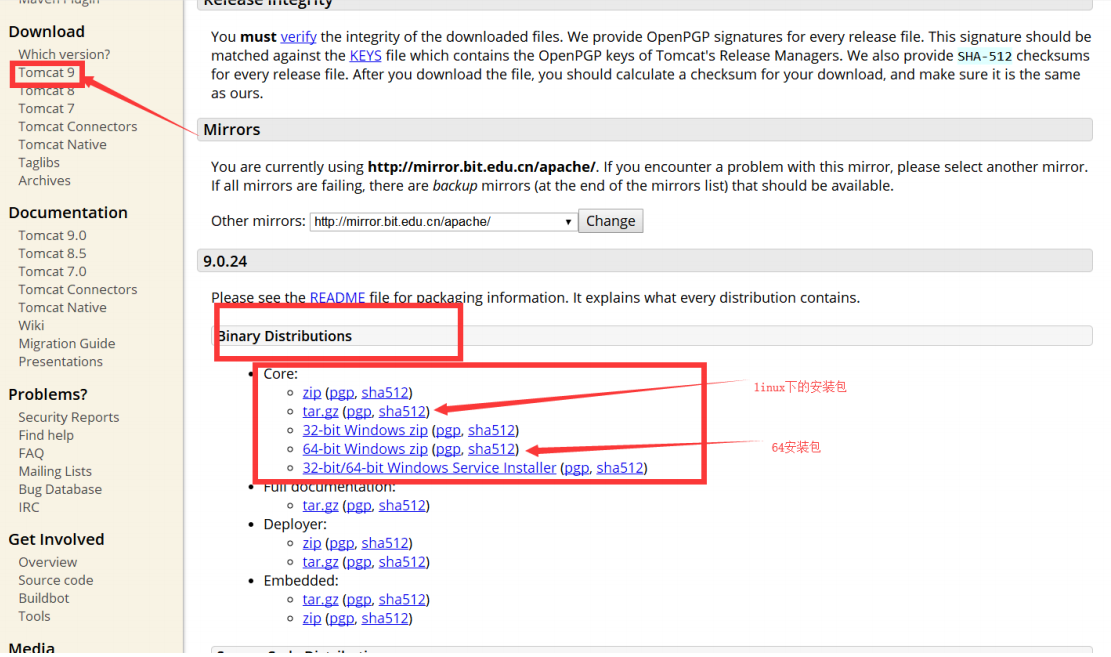 Maven Plugin
Download
Which version?
Tomcat 9
Tomcat 8
Tomcat 7
Tomcat Connectors
Tomcat Native
Taglibs
Archives
Documentation
Tomcat 9.0
Tomcat 8.5
Tomcat 7.0
Tomcat Connectors
Tomcat Native
Wiki
Migration Guide
Presentations
Problems?
Security Reports
Find help
FAQ
Mailing Lists
Bug Database
IRC
Get Involved
Overview
Source code
Buildbot
Tools
Media
Release Integrity
You must verify the integrity of the downloaded files. We provide OpenPGP signatures for every release file. This signature should be
matched against the KEYS file which contains the OpenPGP keys of Tomcat's Release Managers. We also provide SHA-512 checksums
for every release file. After you download the file, you should calculate a checksum for your download, and make sure it is the same
as ours.
Mirrors
You are currently using http://mirror.bit.edu.cn/apache/. If you encounter a problem with this mirror, please select another mirror.
If all mirrors are failing, there are backup mirrors (at the end of the mirrors list) that should be available.
Other mirrors: http://mirror.bit.edu.cn/apache/ Change
9.0.24
Please see the README file for packaging information. It explains what every distribution contains.
Binary Distributions
Core:
zip (pgp, sha512)
tar.gz (pgp, sha512) linux下的安装包
32-bit Windows zip (pgp, sha512)
64-bit Windows zip (pgp, sha512) 64安装包
32-bit/64-bit Windows Service Installer (pgp, sha512)
Full documentation:
tar.gz (pgp, sha512)
Deployer:
zip (pgp, sha512)
tar.gz (pgp, sha512)
Embedded:
tar.gz (pgp, sha512)
zip (pgp, sha512)